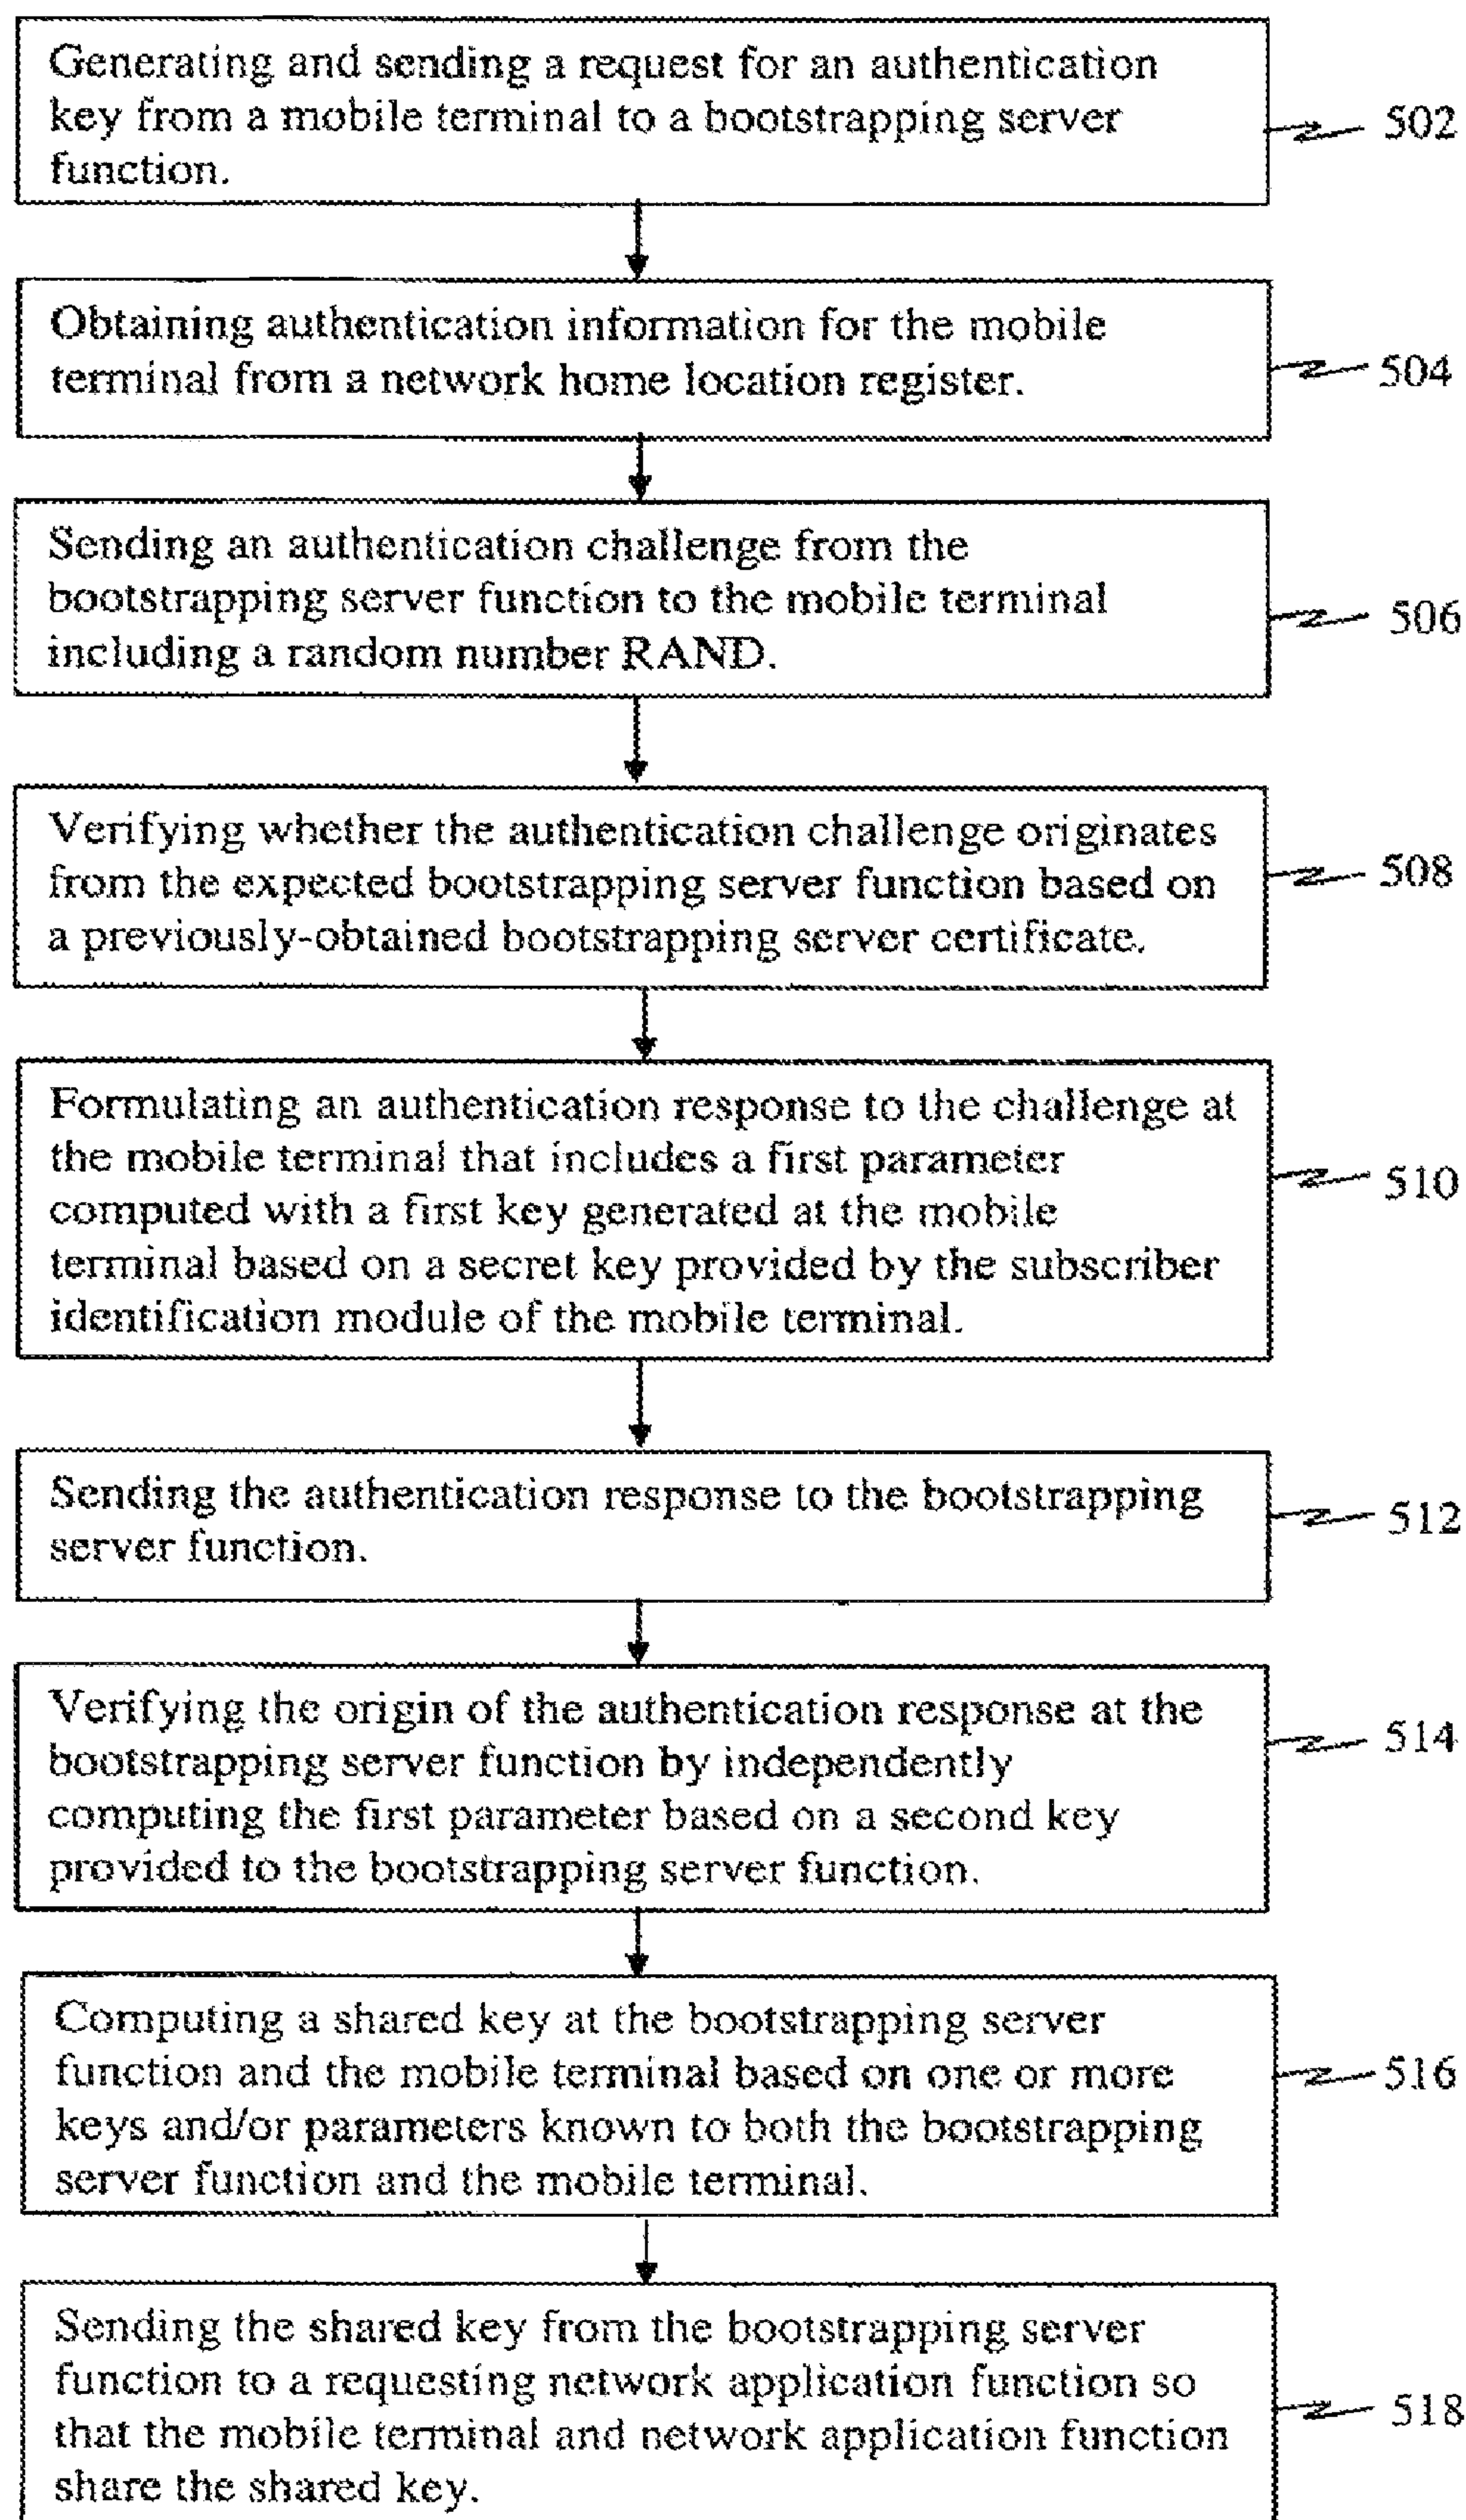 Generating and sending a request for an authentication
key from a mobile terminal to a bootstrapping server
function.
502
Obtaining authentication information for the mobile
terminal from a network home location register.
504
Sending an authentication challenge from the
bootstrapping server function to the mobile terminal
including a random number RAND.
506
Verifying whether the authentication challenge originates
from the expected bootstrapping server function based on
a previously-obtained bootstrapping server certificate.
508
Formulating an authentication response to the challenge at
the mobile terminal that includes a first parameter
computed with a first key generated at the mobile
terminal based on a secret key provided by the subscriber
identification module of the mobile terminal.
510
Sending the authentication response to the bootstrapping
server function.
512
Verifying the origin of the authentication response at the
bootstrapping server function by independently
computing the first parameter based on a second key
provided to the bootstrapping server function.
514
Computing a shared key at the bootstrapping server
function and the mobile terminal based on one or more
keys and/or parameters known to both the bootstrapping
server function and the mobile terminal.
516
Sending the shared key from the bootstrapping server
function to a requesting network application function so
that the mobile terminal and network application function
share the shared key.
518